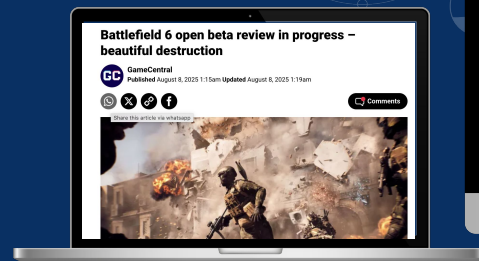 Battlefield 6 open beta review in progress –
beautiful destruction
GC
GameCentral
Published August 8, 2025 1:15am Updated August 8, 2025 1:19am
Comments
Share this article via whatsapp